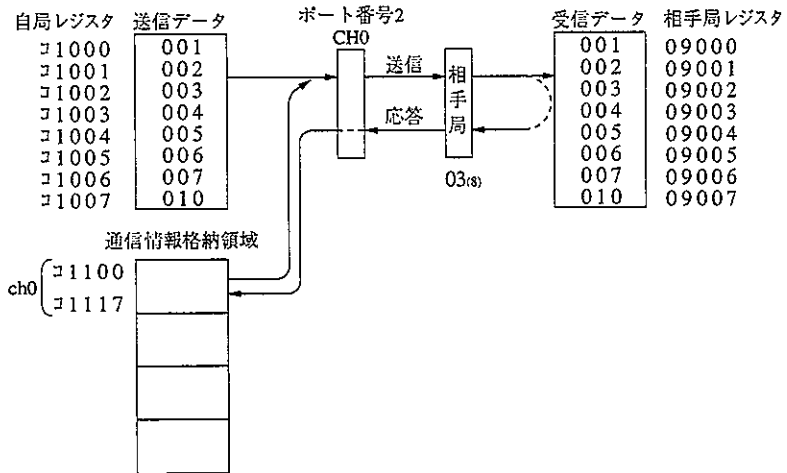 自局レジスタ 送信データ ポート番号2 受信データ 相手局レジスタ
CH0
コ1000 001 001 09000
コ1001 002 送信 相手局 002 09001
コ1002 003 003 09002
コ1003 004 004 09003
コ1004 005 応答 005 09004
コ1005 006 006 09005
コ1006 007 03(8) 007 09006
コ1007 010 010 09007
通信情報格納領域
ch0 コ1100
コ1117